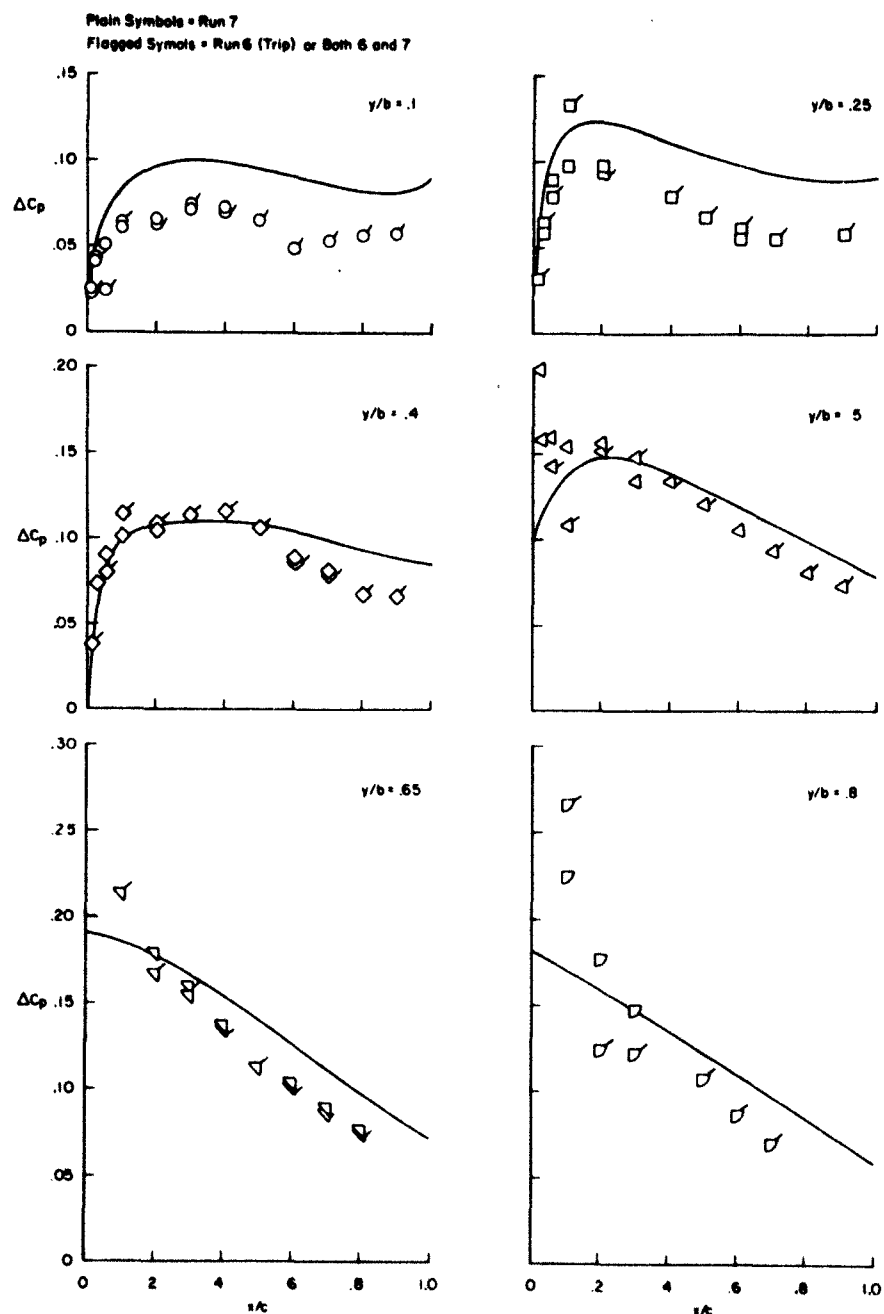 Plain Symbols = Run 7
Flagged Symols = Run 6 (Trip) or Both 6 and 7
.15
.10
ΔCp
.05
0
y/b = .1
y/b = .25
.20
.15
ΔCp
.10
.05
0
y/b = .4
y/b = .5
.30
.25
.20
ΔCp
.15
.10
.05
.00
y/b = .65
y/b = .8
0 .2 .4 .6 .8 1.0
x/c
0 .2 .4 .6 .8 1.0
x/c